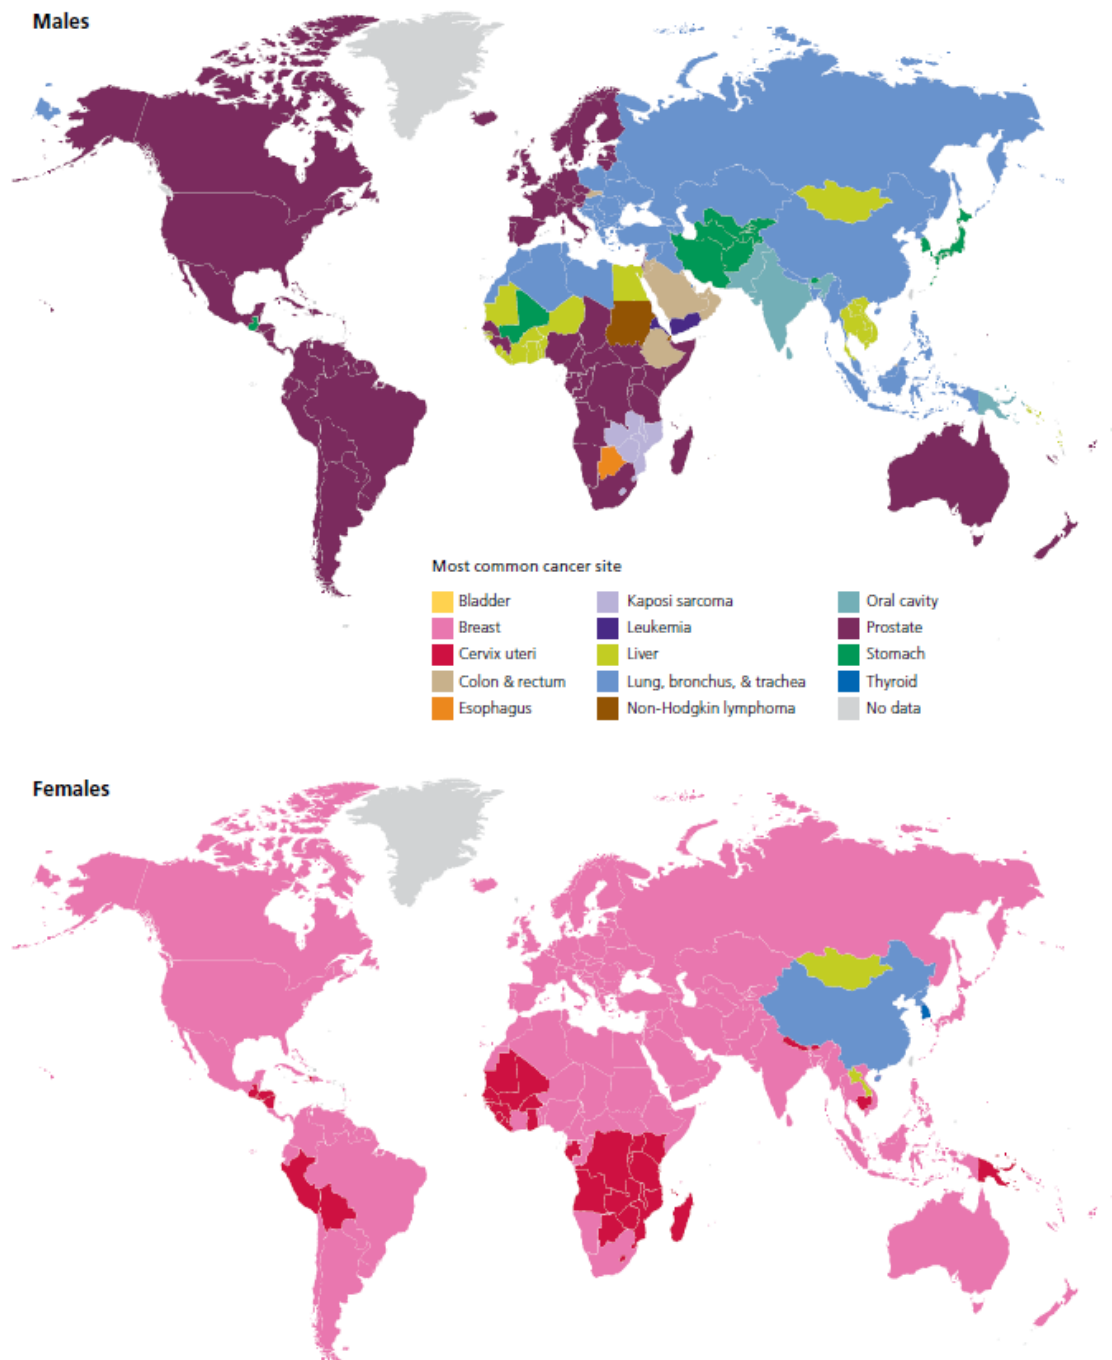 Males
Most common cancer site
Bladder
Breast
Cervix uteri
Colon & rectum
Esophagus
Kaposi sarcoma
Leukemia
Liver
Lung, bronchus, & trachea
Non-Hodgkin lymphoma
Oral cavity
Prostate
Stomach
Thyroid
No data
Females